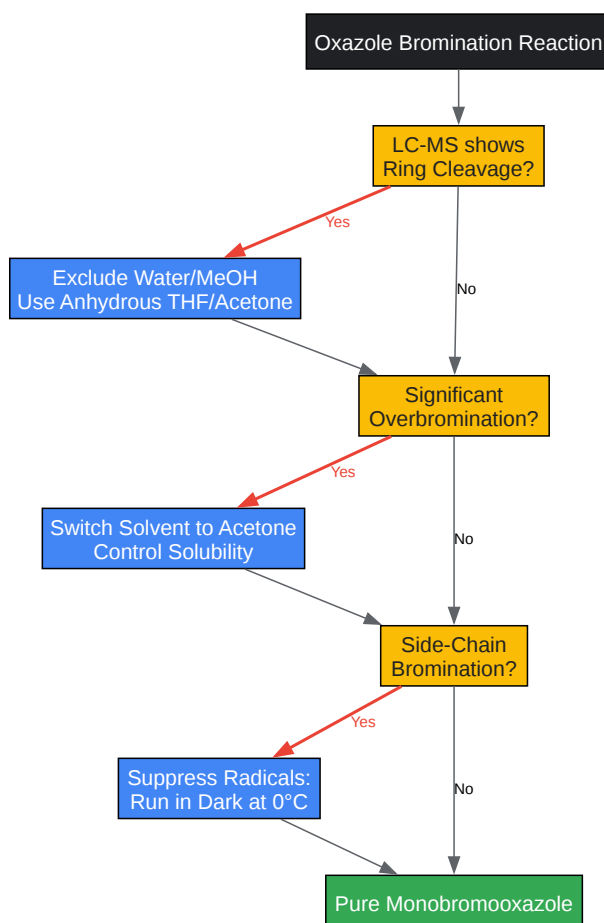 Oxazole Bromination Reaction
LC-MS shows
Ring Cleavage?
Yes
Exclude Water/MeOH
Use Anhydrous THF/Acetone
No
Significant
Overbromination?
Yes
Switch Solvent to Acetone
Control Solubility
No
Side-Chain
Bromination?
Yes
Suppress Radicals:
Run in Dark at 0°C
No
Pure Monobromooxazole